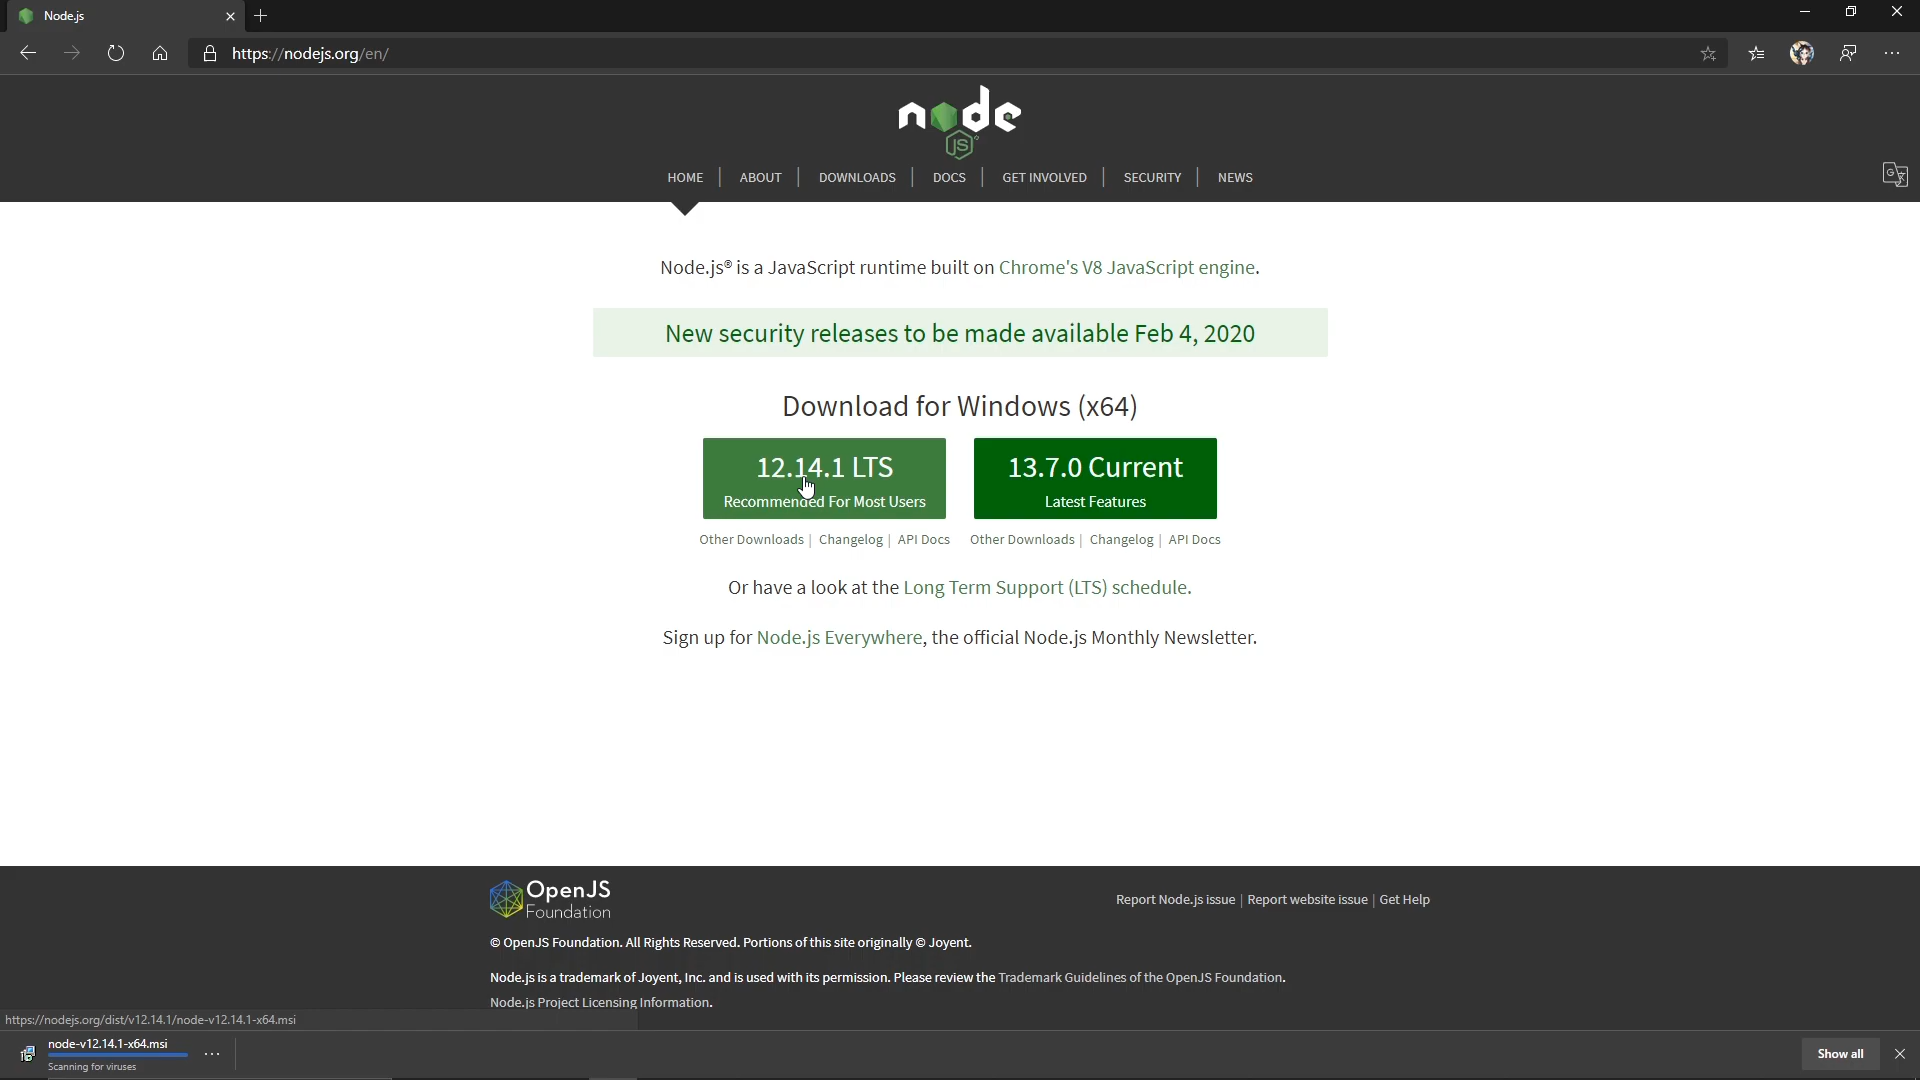 Node.js
https://nodejs.org/en/
node
JS
HOME | ABOUT | DOWNLOADS | DOCS | GET INVOLVED | SECURITY | NEWS
Node.js® is a JavaScript runtime built on Chrome's V8 JavaScript engine.
New security releases to be made available Feb 4, 2020
Download for Windows (x64)
12.14.1 LTS
Recommended For Most Users
13.7.0 Current
Latest Features
Other Downloads | Changelog | API Docs
Other Downloads | Changelog | API Docs
Or have a look at the Long Term Support (LTS) schedule.
Sign up for Node.js Everywhere, the official Node.js Monthly Newsletter.
OpenJS
Foundation
Report Node.js issue | Report website issue | Get Help
© OpenJS Foundation. All Rights Reserved. Portions of this site originally © Joyent.
Node.js is a trademark of Joyent, Inc. and is used with its permission. Please review the Trademark Guidelines of the OpenJS Foundation.
Node.js Project Licensing Information.
https://nodejs.org/dist/v12.14.1/node-v12.14.1-x64.msi
node-v12.14.1-x64.msi
Scanning for viruses
Show all